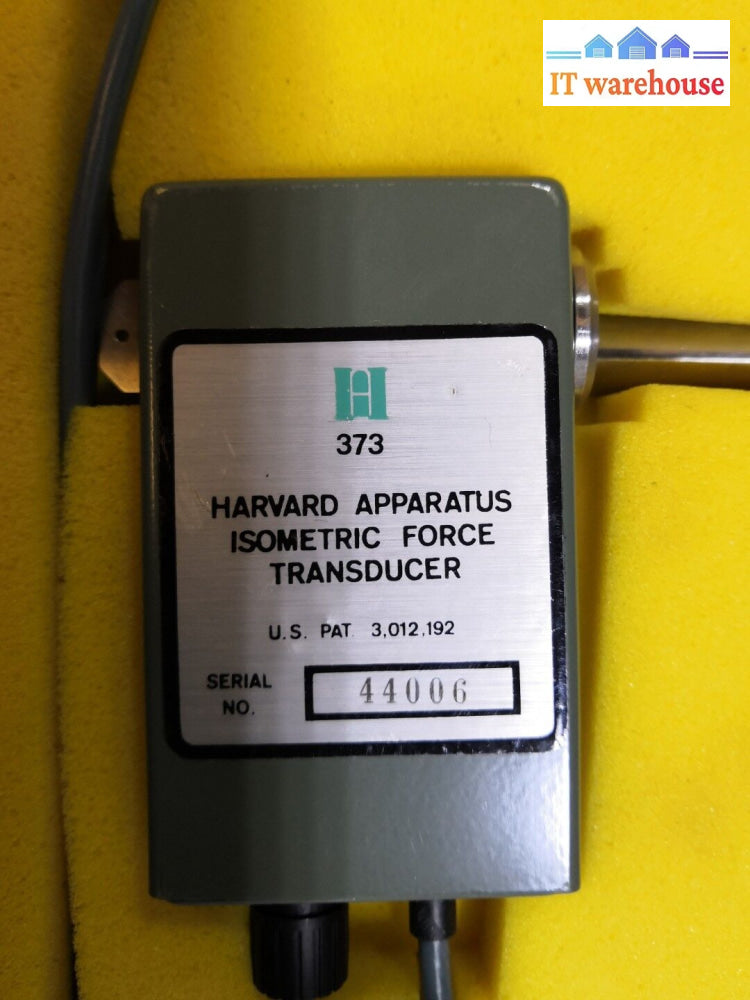 IT warehouse
H
373
HARVARD APPARATUS
ISOMETRIC FORCE
TRANSDUCER
U.S. PAT. 3,012,192
SERIAL
NO.
44006